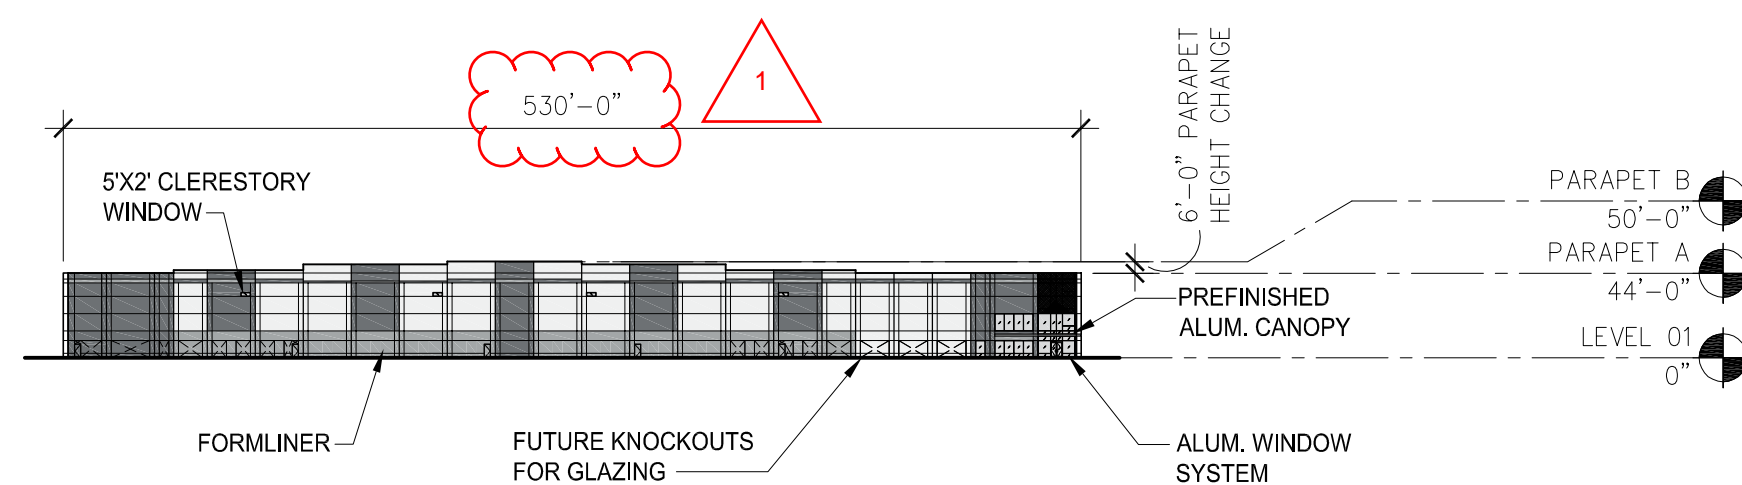 530'-0"
1
6'-0" PARAPET
HEIGHT CHANGE
5'X2' CLERESTORY
WINDOW
PARAPET B
50'-0"
PARAPET A
44'-0"
PREFINISHED
ALUM. CANOPY
LEVEL 01
0"
FORMLINER
FUTURE KNOCKOUTS
FOR GLAZING
ALUM. WINDOW
SYSTEM